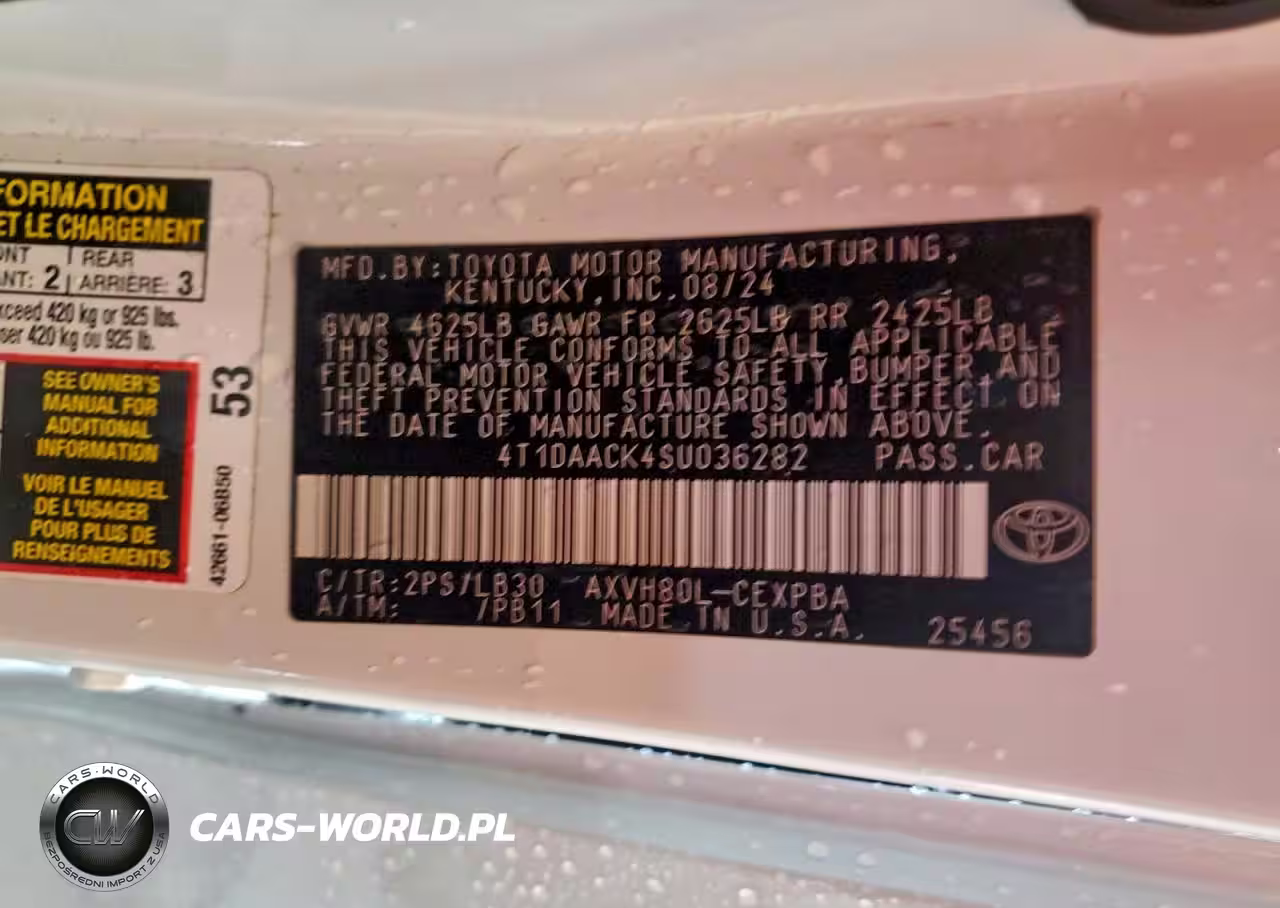 FORMATION
ET LE CHARGEMENT
ONT | REAR
ANT: 2 | ARRIÈRE: 3
xceed 420 kg or 925 lbs.
ser 420 kg ou 925 lb.
SEE OWNER'S
MANUAL FOR
ADDITIONAL
INFORMATION
VOIR LE MANUEL
DE L'USAGER
POUR PLUS DE
RENSEIGNEMENTS
53
42661-06B50
MFD.BY:TOYOTA MOTOR MANUFACTURING,
KENTUCKY,INC.08/24
GVWR 4625LB GAWR FR 2625LB RR 2425LB
THIS VEHICLE CONFORMS TO ALL APPLICABLE
FEDERAL MOTOR VEHICLE SAFETY,BUMPER,AND
THEFT PREVENTION STANDARDS IN EFFECT ON
THE DATE OF MANUFACTURE SHOWN ABOVE.
4T1DAACK4SU036282 PASS.CAR
C/TR:2PS/LB30 AXVH80L-CEXPBA
A/TM: /PB11 MADE IN U.S.A. 25456
CARS-WORLD
CW
BEZPOŚREDNI IMPORT Z USA
CARS-WORLD.PL